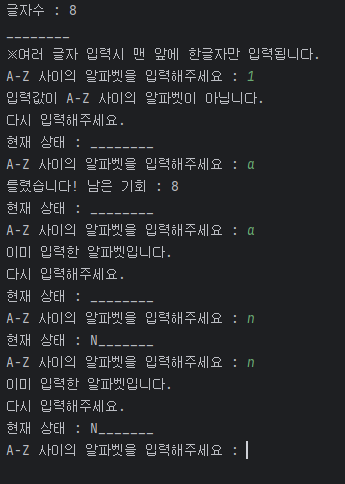 글자수 : 8
________
※여러 글자 입력시 맨 앞에 한글자만 입력됩니다.
A-Z 사이의 알파벳을 입력해주세요 : 1
입력값이 A-Z 사이의 알파벳이 아닙니다.
다시 입력해주세요.
현재 상태 : ________
A-Z 사이의 알파벳을 입력해주세요 : a
틀렸습니다! 남은 기회 : 8
현재 상태 : ________
A-Z 사이의 알파벳을 입력해주세요 : a
이미 입력한 알파벳입니다.
다시 입력해주세요.
현재 상태 : ________
A-Z 사이의 알파벳을 입력해주세요 : n
현재 상태 : N_______
A-Z 사이의 알파벳을 입력해주세요 : n
이미 입력한 알파벳입니다.
다시 입력해주세요.
현재 상태 : N_______
A-Z 사이의 알파벳을 입력해주세요 :